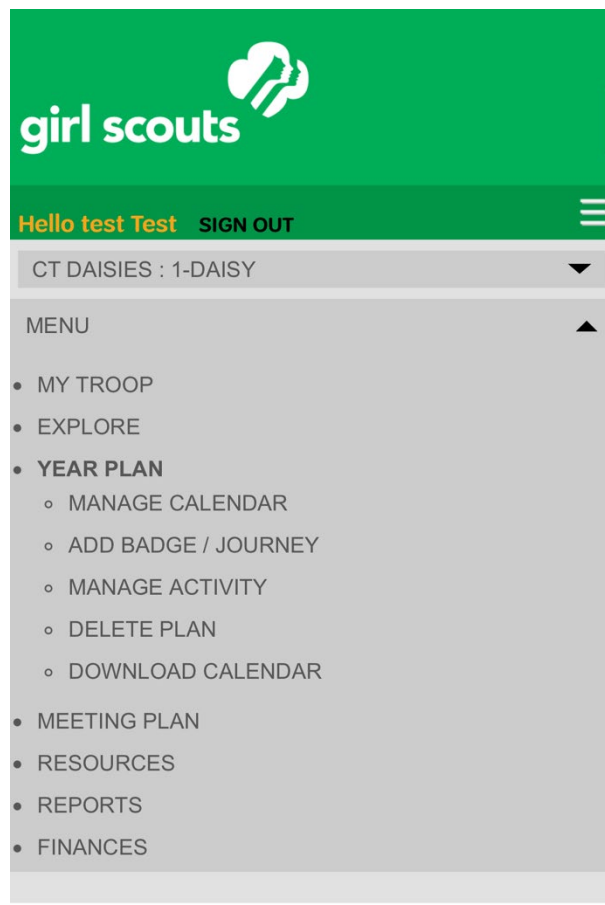 girl scouts
Hello test Test SIGN OUT
CT DAISIES : 1-DAISY
MENU
MY TROOP
EXPLORE
YEAR PLAN
MANAGE CALENDAR
ADD BADGE / JOURNEY
MANAGE ACTIVITY
DELETE PLAN
DOWNLOAD CALENDAR
MEETING PLAN
RESOURCES
REPORTS
FINANCES